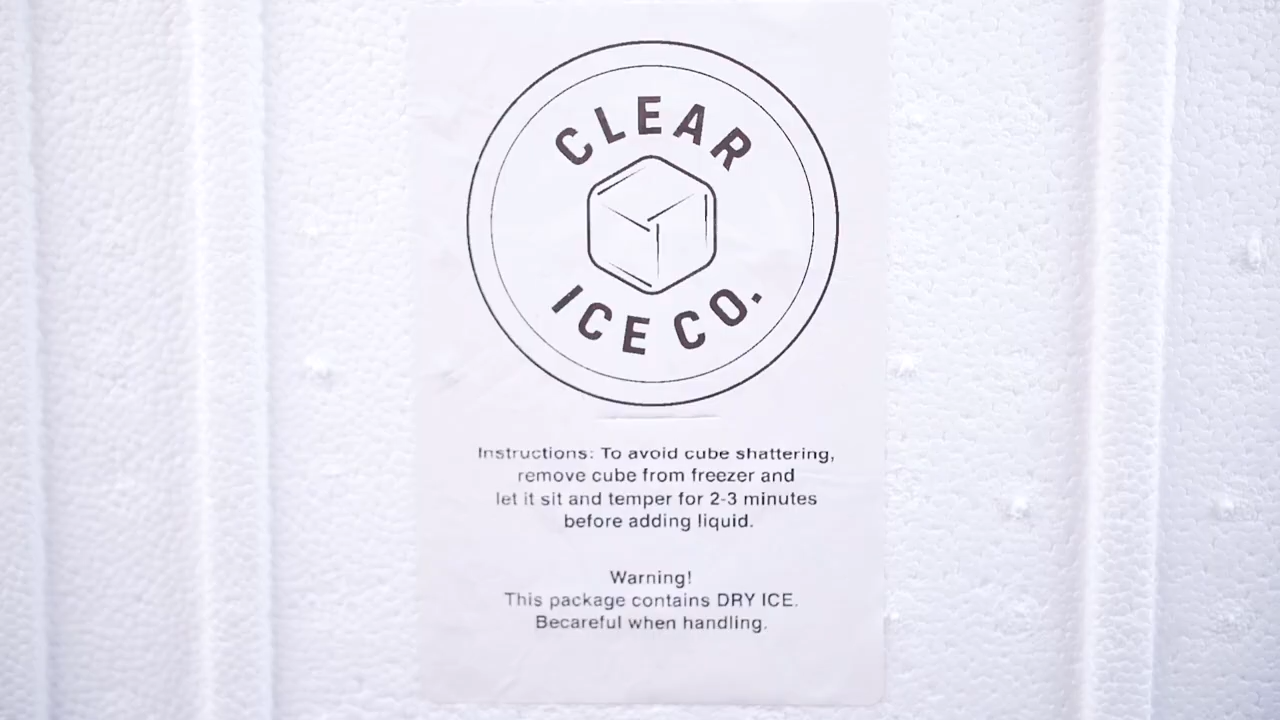 CLEAR
ICE CO.
Instructions: To avoid cube shattering,
remove cube from freezer and
let it sit and temper for 2-3 minutes
before adding liquid.
Warning!
This package contains DRY ICE.
Becareful when handling.